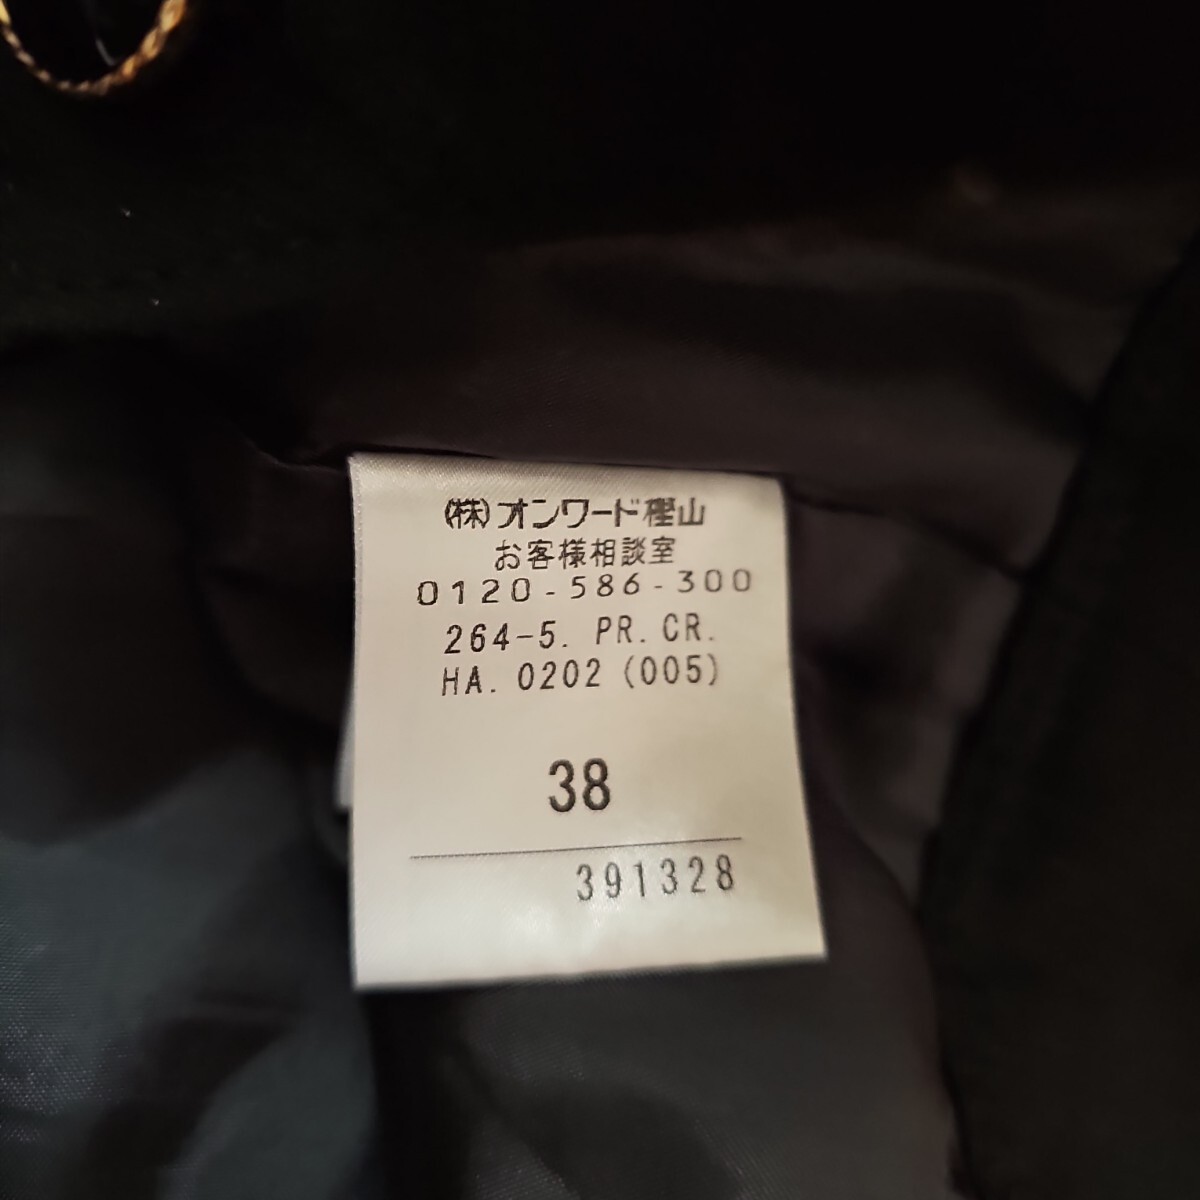 (株)オンワード樫山
お客様相談室
0120-586-300
264-5. PR. CR.
HA. 0202 (005)
38
391328